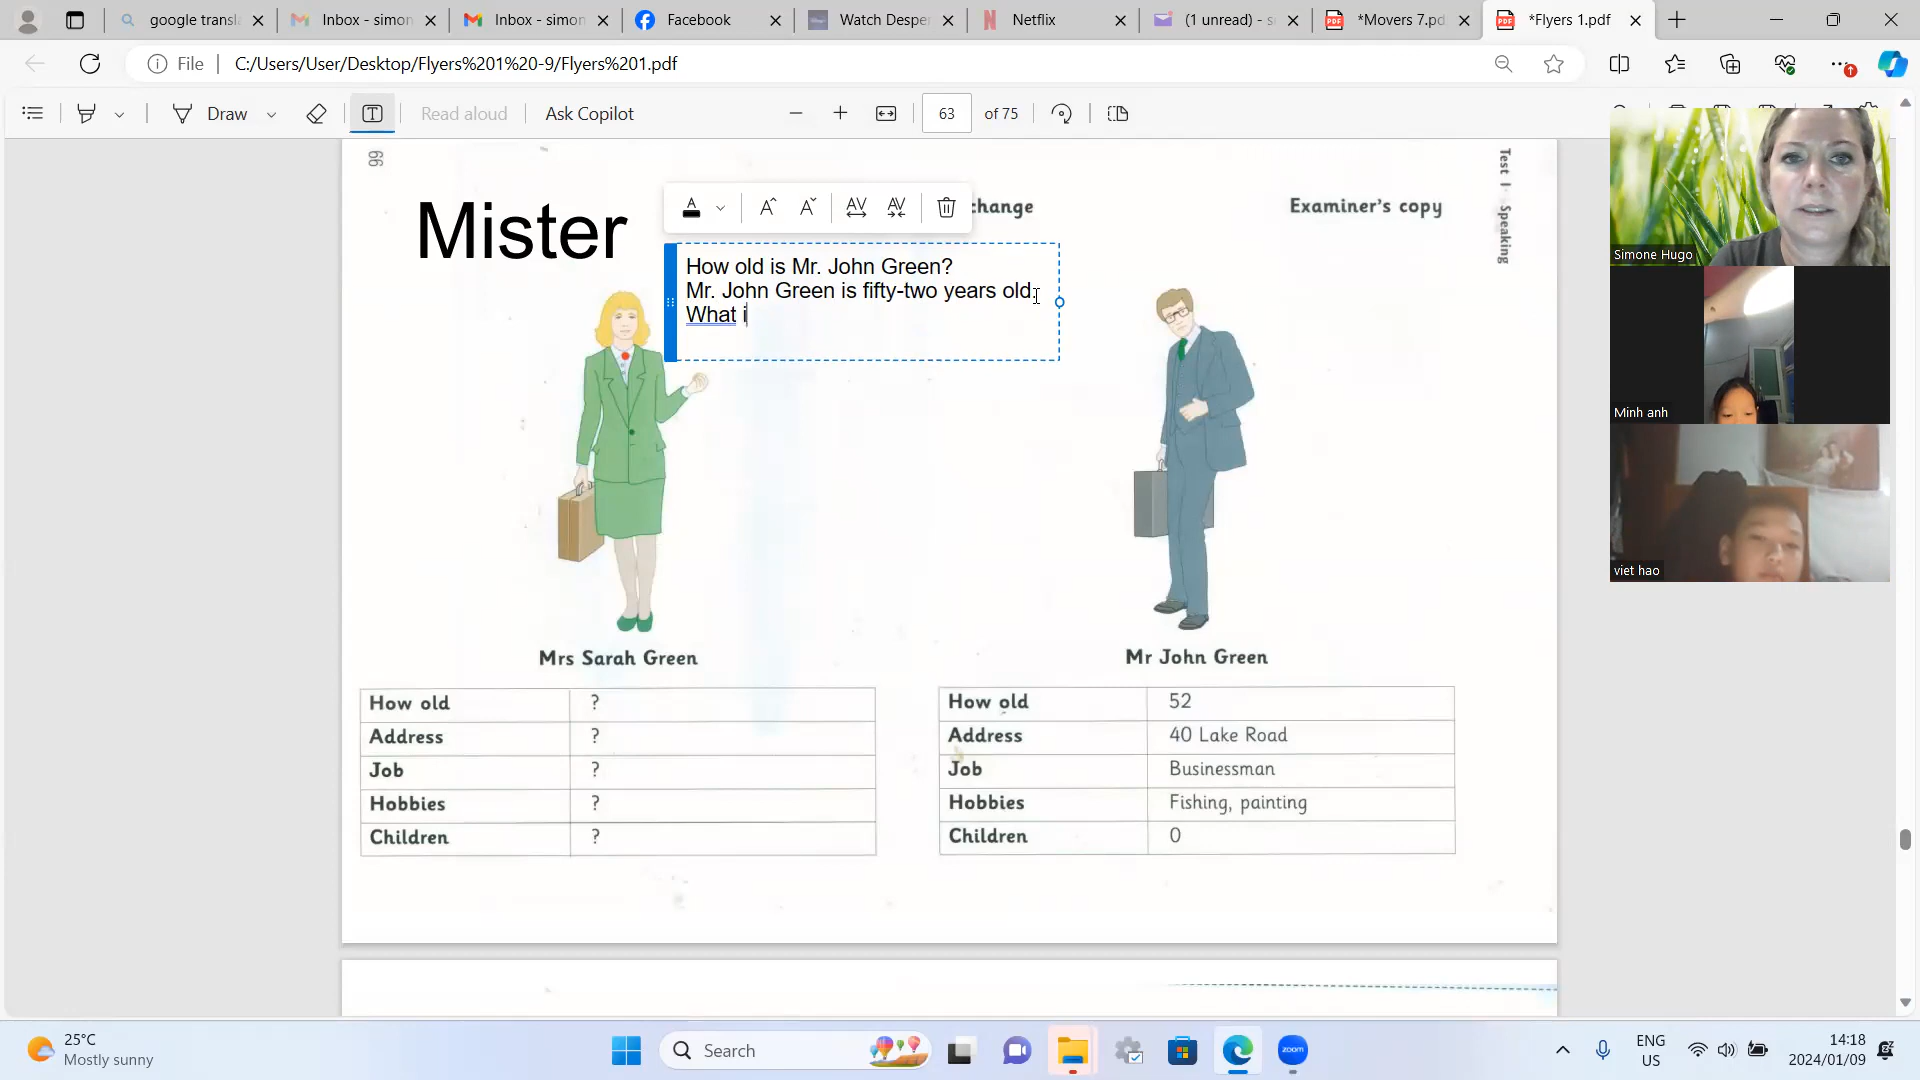 google transl
Inbox - simon
Inbox - simon
Facebook
Watch Desper
Netflix
(1 unread) - s
*Movers 7.pd
*Flyers 1.pdf
File
C:/Users/User/Desktop/Flyers%201%20-9/Flyers%201.pdf
Draw
Read aloud
Ask Copilot
63 of 75
66
Test 1 Speaking
Mister
change
Examiner's copy
How old is Mr. John Green?
Mr. John Green is fifty-two years old.
What i
Mrs Sarah Green
Mr John Green
How old ?
Address ?
Job ?
Hobbies ?
Children ?
How old 52
Address 40 Lake Road
Job Businessman
Hobbies Fishing, painting
Children 0
Simone Hugo
Minh anh
viet hao
25°C
Mostly sunny
Search
zoom
ENG
US
14:18
2024/01/09